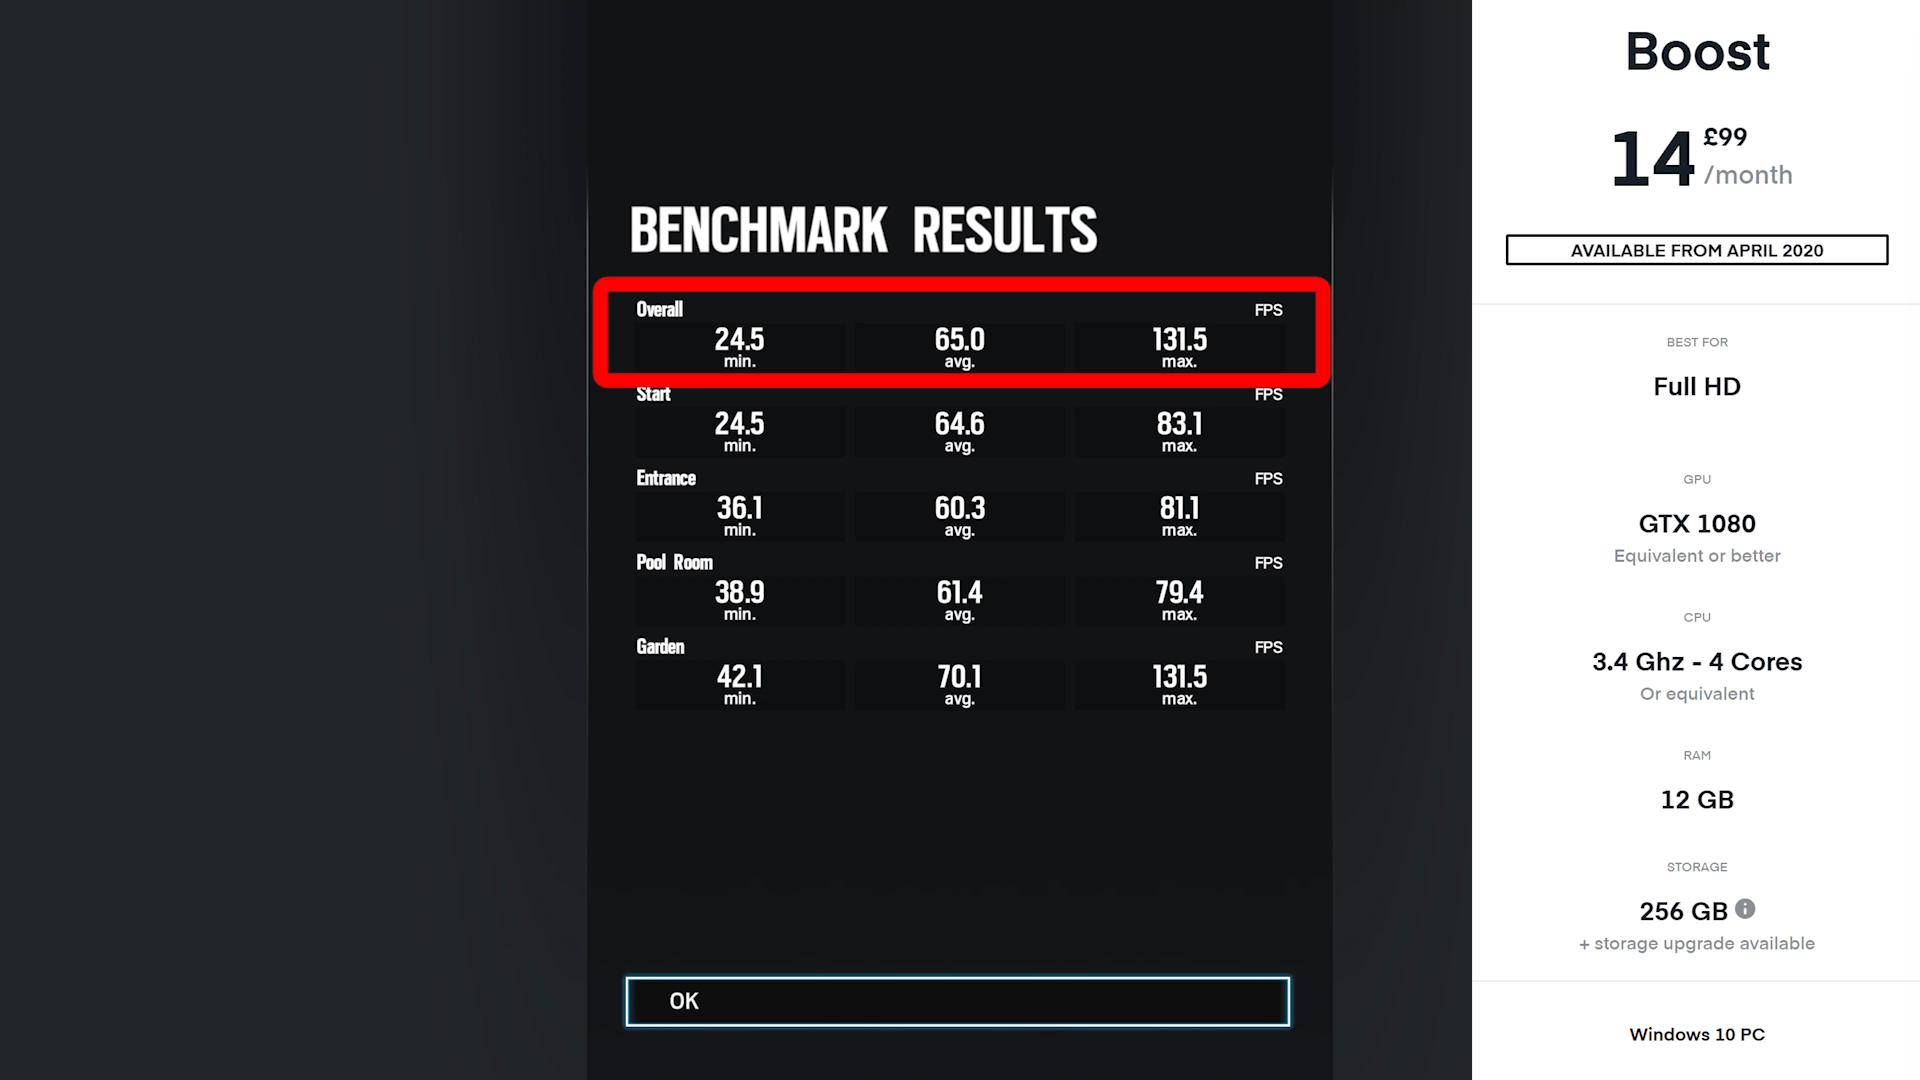 BENCHMARK RESULTS
Overall FPS
24.5 65.0 131.5
min. avg. max.
Start FPS
24.5 64.6 83.1
min. avg. max.
Entrance FPS
36.1 60.3 81.1
min. avg. max.
Pool Room FPS
38.9 61.4 79.4
min. avg. max.
Garden FPS
42.1 70.1 131.5
min. avg. max.
OK
Boost
14 £99
/month
AVAILABLE FROM APRIL 2020
BEST FOR
Full HD
GPU
GTX 1080
Equivalent or better
CPU
3.4 Ghz - 4 Cores
Or equivalent
RAM
12 GB
STORAGE
256 GB i
+ storage upgrade available
Windows 10 PC